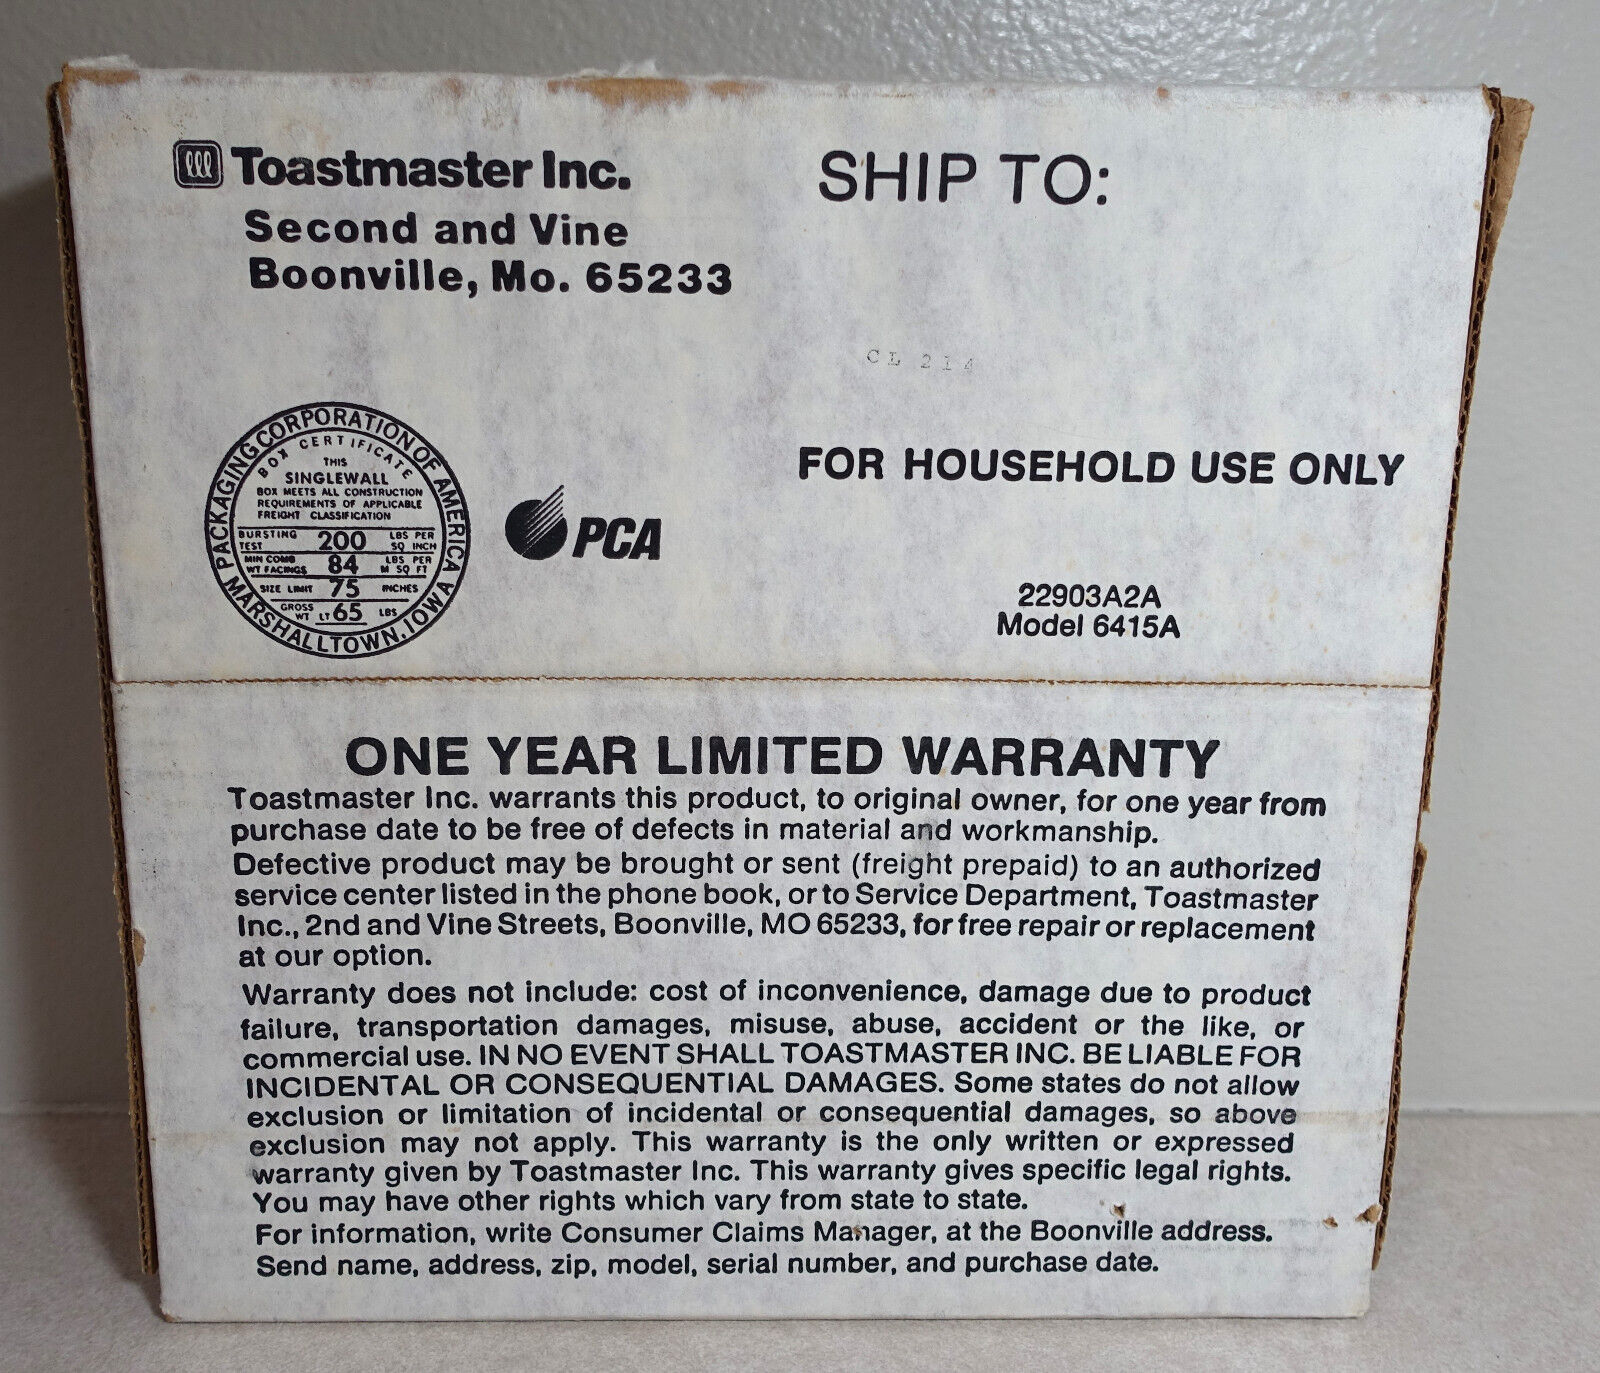 Toastmaster Inc.
Second and Vine
Boonville, Mo. 65233
SHIP TO:
CL 214
PACKAGING CORPORATION OF AMERICA
MARSHALLTOWN, IOWA
BOX CERTIFICATE
THIS
SINGLEWALL
BOX MEETS ALL CONSTRUCTION
REQUIREMENTS OF APPLICABLE
FREIGHT CLASSIFICATION
BURSTING TEST 200 LBS PER SQ INCH
MIN COMB WT FACINGS 84 LBS PER M SQ FT
SIZE LIMIT 75 INCHES
GROSS WT LT 65 LBS
PCA
FOR HOUSEHOLD USE ONLY
22903A2A
Model 6415A
ONE YEAR LIMITED WARRANTY
Toastmaster Inc. warrants this product, to original owner, for one year from
purchase date to be free of defects in material and workmanship.
Defective product may be brought or sent (freight prepaid) to an authorized
service center listed in the phone book, or to Service Department, Toastmaster
Inc., 2nd and Vine Streets, Boonville, MO 65233, for free repair or replacement
at our option.
Warranty does not include: cost of inconvenience, damage due to product
failure, transportation damages, misuse, abuse, accident or the like, or
commercial use. IN NO EVENT SHALL TOASTMASTER INC. BE LIABLE FOR
INCIDENTAL OR CONSEQUENTIAL DAMAGES. Some states do not allow
exclusion or limitation of incidental or consequential damages, so above
exclusion may not apply. This warranty is the only written or expressed
warranty given by Toastmaster Inc. This warranty gives specific legal rights.
You may have other rights which vary from state to state.
For information, write Consumer Claims Manager, at the Boonville address.
Send name, address, zip, model, serial number, and purchase date.